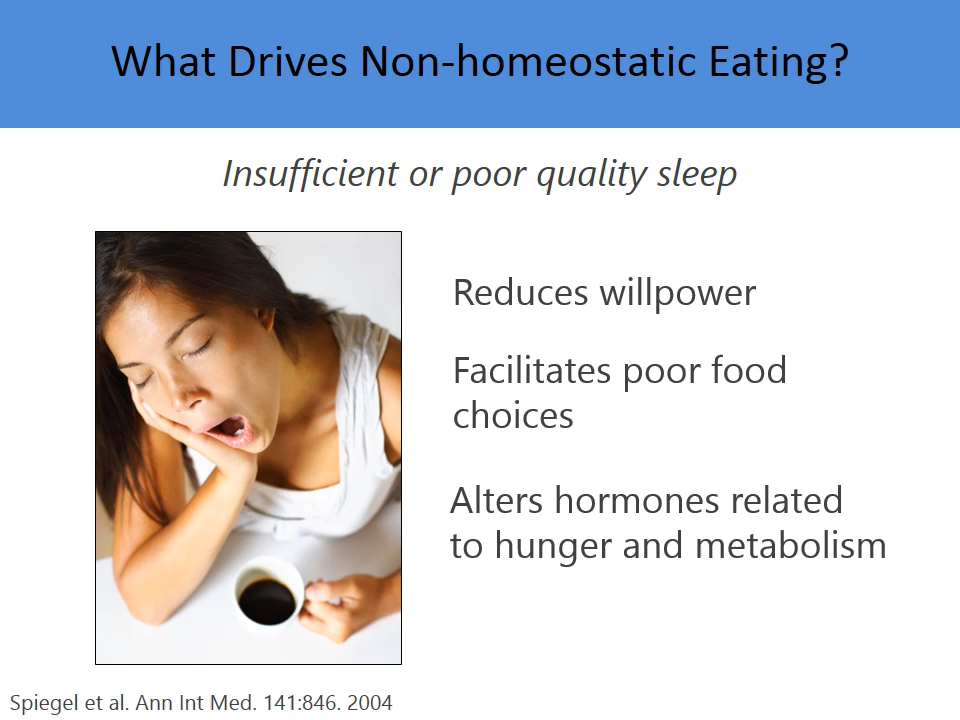 What Drives Non-homeostatic Eating?
Insufficient or poor quality sleep
Reduces willpower
Facilitates poor food
choices
Alters hormones related
to hunger and metabolism
Spiegel et al. Ann Int Med. 141:846. 2004